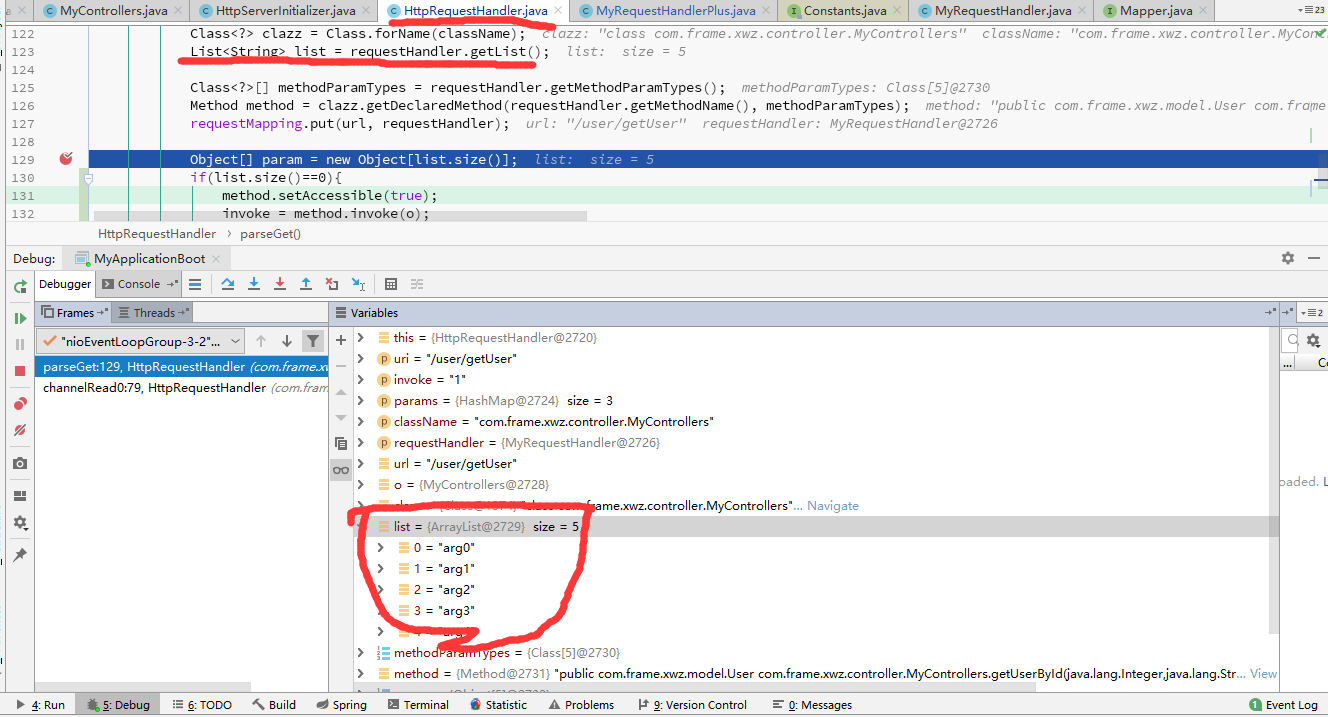 MyControllers.java HttpServerInitializer.java HttpRequestHandler.java MyRequestHandlerPlus.java Constants.java MyRequestHandler.java Mapper.java 23
122 Class<?> clazz = Class.forName(className); clazz: "class com.frame.xwz.controller.MyControllers" className: "com.frame.xwz.controller.MyCon
123 List<String> list = requestHandler.getList(); list: size = 5
124
125 Class<?>[] methodParamTypes = requestHandler.getMethodParamTypes(); methodParamTypes: Class[5]@2730
126 Method method = clazz.getDeclaredMethod(requestHandler.getMethodName(), methodParamTypes); method: "public com.frame.xwz.model.User com.frame
127 requestMapping.put(url, requestHandler); url: "/user/getUser" requestHandler: MyRequestHandler@2726
128
129 Object[] param = new Object[list.size()]; list: size = 5
130 if(list.size()==0){
131 method.setAccessible(true);
132 invoke = method.invoke(o);
HttpRequestHandler parseGet()
Debug: MyApplicationBoot
Debugger Console
Frames Threads Variables 2
"nioEventLoopGroup-3-2"...
parseGet:129, HttpRequestHandler (com.frame.xw
channelRead0:79, HttpRequestHandler (com.fram
this = {HttpRequestHandler@2720}
uri = "/user/getUser"
invoke = "1"
params = {HashMap@2724} size = 3
className = "com.frame.xwz.controller.MyControllers"
requestHandler = {MyRequestHandler@2726}
url = "/user/getUser"
o = {MyControllers@2728}
com.frame.xwz.controller.MyControllers"... Navigate
list = {ArrayList@2729} size = 5
0 = "arg0"
1 = "arg1"
2 = "arg2"
3 = "arg3"
methodParamTypes = {Class[5]@2730}
method = {Method@2731} "public com.frame.xwz.model.User com.frame.xwz.controller.MyControllers.getUserById(java.lang.Integer,java.lang.Str... View
... Co
oaded. L
4: Run 5: Debug 6: TODO Build Spring Terminal Statistic Problems 9: Version Control 0: Messages 1 Event Log